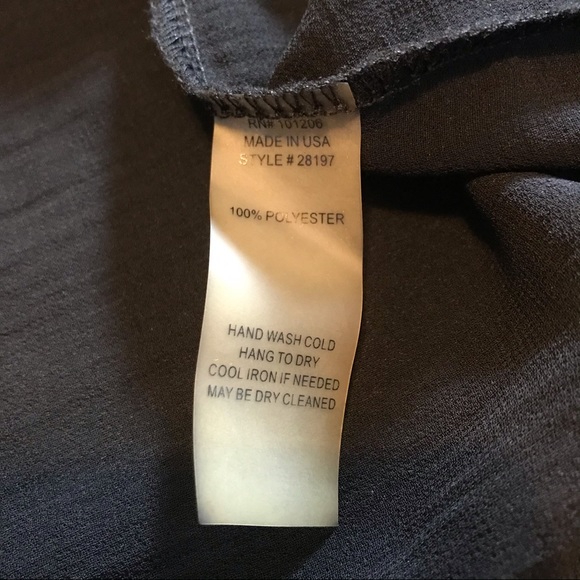 RN# 101206
MADE IN USA
STYLE # 28197
100% POLYESTER
HAND WASH COLD
HANG TO DRY
COOL IRON IF NEEDED
MAY BE DRY CLEANED